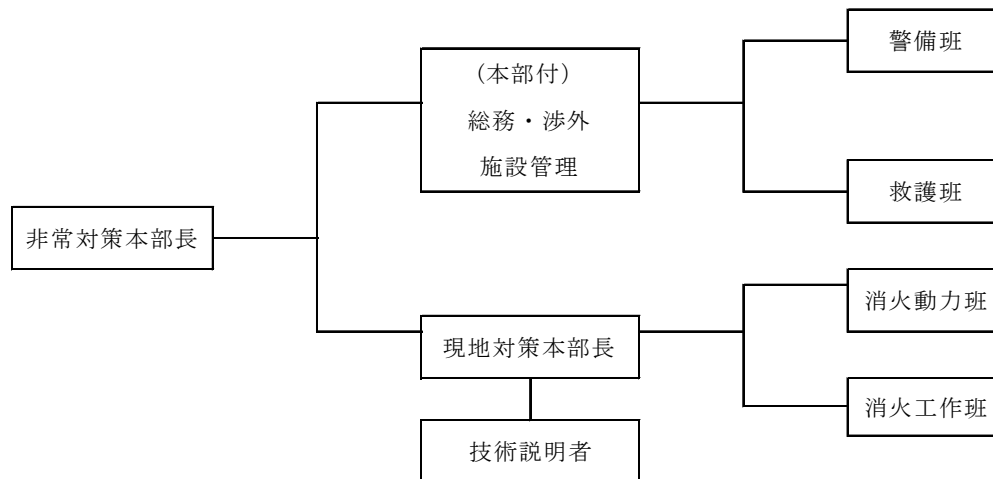 警備班
(本部付)
総務・渉外
施設管理
救護班
非常対策本部長
消火動力班
現地対策本部長
消火工作班
技術説明者